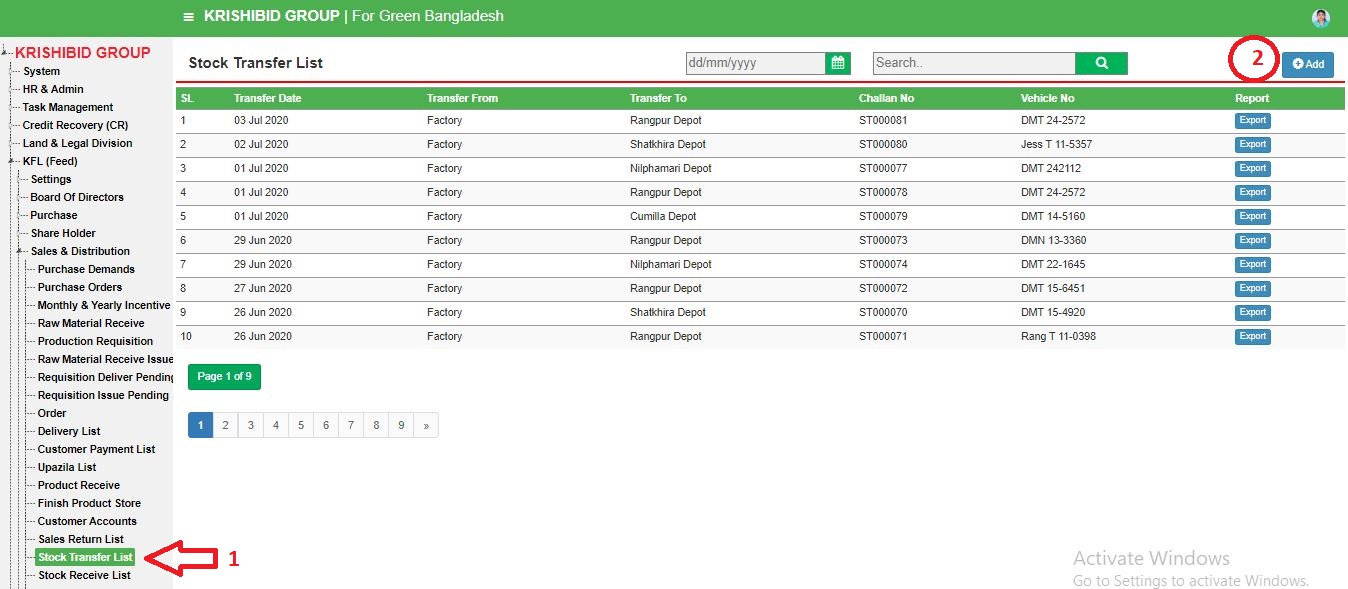 ≡ KRISHIBID GROUP | For Green Bangladesh
KRISHIBID GROUP
System
HR & Admin
Task Management
Credit Recovery (CR)
Land & Legal Division
KFL (Feed)
Settings
Board Of Directors
Purchase
Share Holder
Sales & Distribution
Purchase Demands
Purchase Orders
Monthly & Yearly Incentive
Raw Material Receive
Production Requisition
Raw Material Receive Issue
Requisition Deliver Pending
Requisition Issue Pending
Order
Delivery List
Customer Payment List
Upazila List
Product Receive
Finish Product Store
Customer Accounts
Sales Return List
Stock Transfer List 1
Stock Receive List
Stock Transfer List dd/mm/yyyy Search.. 2 Add
SL Transfer Date Transfer From Transfer To Challan No Vehicle No Report
1 03 Jul 2020 Factory Rangpur Depot ST000081 DMT 24-2572 Export
2 02 Jul 2020 Factory Shatkhira Depot ST000080 Jess T 11-5357 Export
3 01 Jul 2020 Factory Nilphamari Depot ST000077 DMT 242112 Export
4 01 Jul 2020 Factory Rangpur Depot ST000078 DMT 24-2572 Export
5 01 Jul 2020 Factory Cumilla Depot ST000079 DMT 14-5160 Export
6 29 Jun 2020 Factory Rangpur Depot ST000073 DMN 13-3360 Export
7 29 Jun 2020 Factory Nilphamari Depot ST000074 DMT 22-1645 Export
8 27 Jun 2020 Factory Rangpur Depot ST000072 DMT 15-6451 Export
9 26 Jun 2020 Factory Shatkhira Depot ST000070 DMT 15-4920 Export
10 26 Jun 2020 Factory Rangpur Depot ST000071 Rang T 11-0398 Export
Page 1 of 9
1 2 3 4 5 6 7 8 9 »
Activate Windows
Go to Settings to activate Windows.